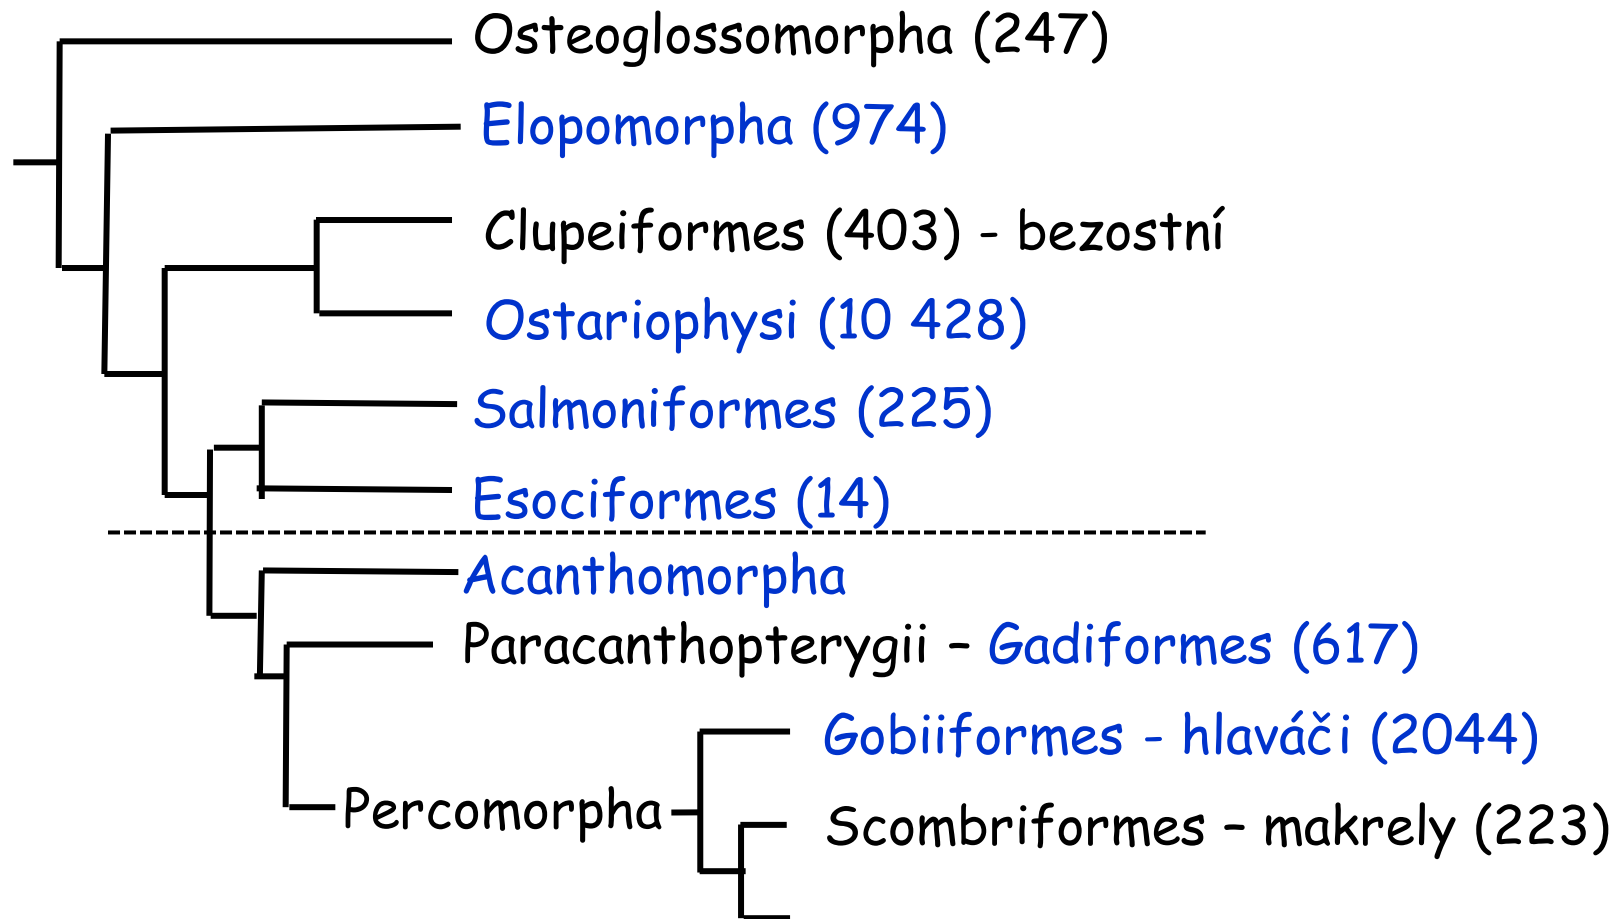 Osteoglossomorpha (247)
Elopomorpha (974)
Clupeiformes (403) - bezostní
Ostariophysi (10 428)
Salmoniformes (225)
Esociformes (14)
Acanthomorpha
Paracanthopterygii – Gadiformes (617)
Gobiiformes - hlaváči (2044)
Percomorpha
Scombriformes – makrely (223)